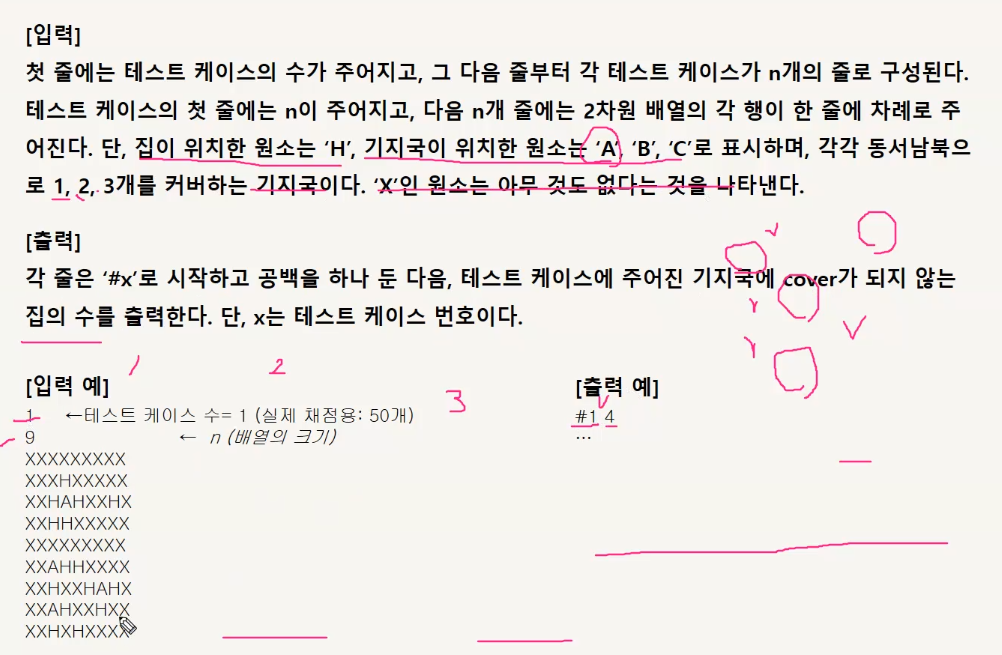 [입력]
첫 줄에는 테스트 케이스의 수가 주어지고, 그 다음 줄부터 각 테스트 케이스가 n개의 줄로 구성된다.
테스트 케이스의 첫 줄에는 n이 주어지고, 다음 n개 줄에는 2차원 배열의 각 행이 한 줄에 차례로 주
어진다. 단, 집이 위치한 원소는 ‘H’, 기지국이 위치한 원소는 ‘A’, ‘B’, ‘C’로 표시하며, 각각 동서남북으
로 1, 2, 3개를 커버하는 기지국이다. ‘X’인 원소는 아무 것도 없다는 것을 나타낸다.
[출력]
각 줄은 ‘#x’로 시작하고 공백을 하나 둔 다음, 테스트 케이스에 주어진 기지국에 cover가 되지 않는
집의 수를 출력한다. 단, x는 테스트 케이스 번호이다.
1 2 3
[입력 예]
1 ←테스트 케이스 수= 1 (실제 채점용: 50개)
9 ← n (배열의 크기)
XXXXXXXXX
XXXHXXXXX
XXHAHXXHX
XXHHXXXXX
XXXXXXXXX
XXAHHXXXX
XXHXXHAHX
XXAHXXHXX
XXHXHXXXX
[출력 예]
#1 4
...